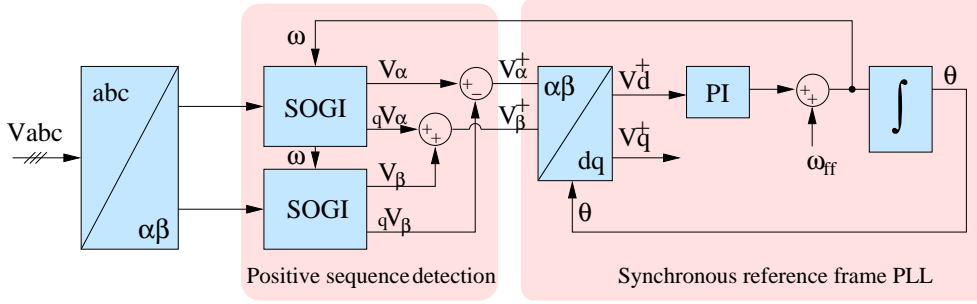 Vabc
abc
αβ
ω
SOGI
Vα
qVα
ω
SOGI
Vβ
qVβ
+
−
+
+
Vα+
Vβ+
αβ
dq
Vd+
Vq+
θ
PI
+
+
ωff
∫
θ
Positive sequence detection
Synchronous reference frame PLL